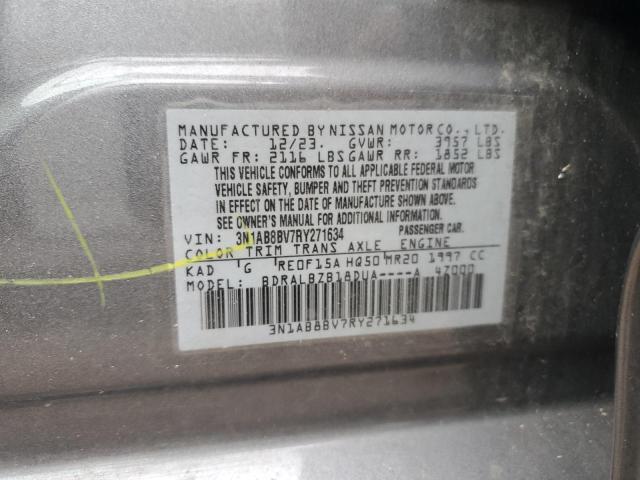 MANUFACTURED BY NISSAN MOTOR CO., LTD.
DATE: 12/23. GVWR: 3957 LBS
GAWR FR: 2116 LBS GAWR RR: 1852 LBS
THIS VEHICLE CONFORMS TO ALL APPLICABLE FEDERAL MOTOR
VEHICLE SAFETY, BUMPER AND THEFT PREVENTION STANDARDS
IN EFFECT ON THE DATE OF MANUFACTURE SHOWN ABOVE.
SEE OWNER'S MANUAL FOR ADDITIONAL INFORMATION.
VIN: 3N1AB8BV7RY271634 PASSENGER CAR.
COLOR TRIM TRANS AXLE ENGINE
KAD G RE0F15A HQ50 MR20 1997 CC
MODEL: BDRALBZB18DUA----A 47000
3N1AB8BV7RY271634